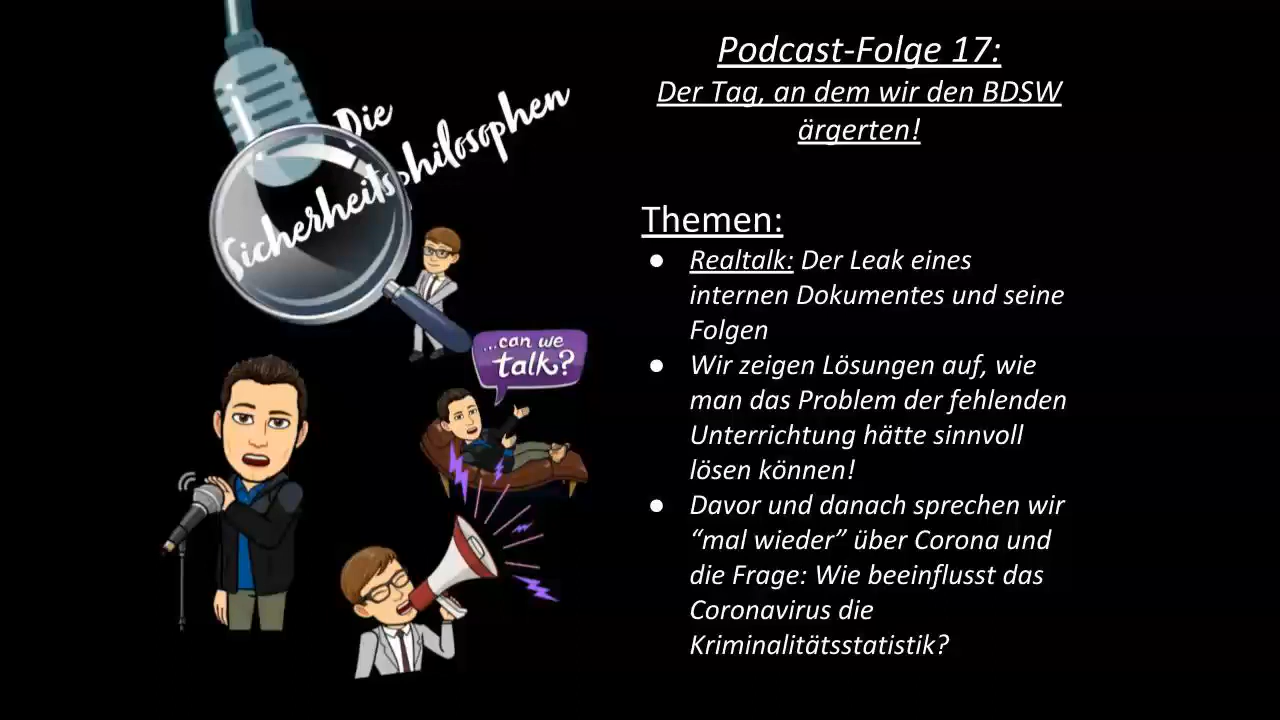 Die
Sicherheitsphilosophen
...can we
talk?
Podcast-Folge 17:
Der Tag, an dem wir den BDSW
ärgerten!
Themen:
● Realtalk: Der Leak eines
internen Dokumentes und seine
Folgen
● Wir zeigen Lösungen auf, wie
man das Problem der fehlenden
Unterrichtung hätte sinnvoll
lösen können!
● Davor und danach sprechen wir
“mal wieder” über Corona und
die Frage: Wie beeinflusst das
Coronavirus die
Kriminalitätsstatistik?